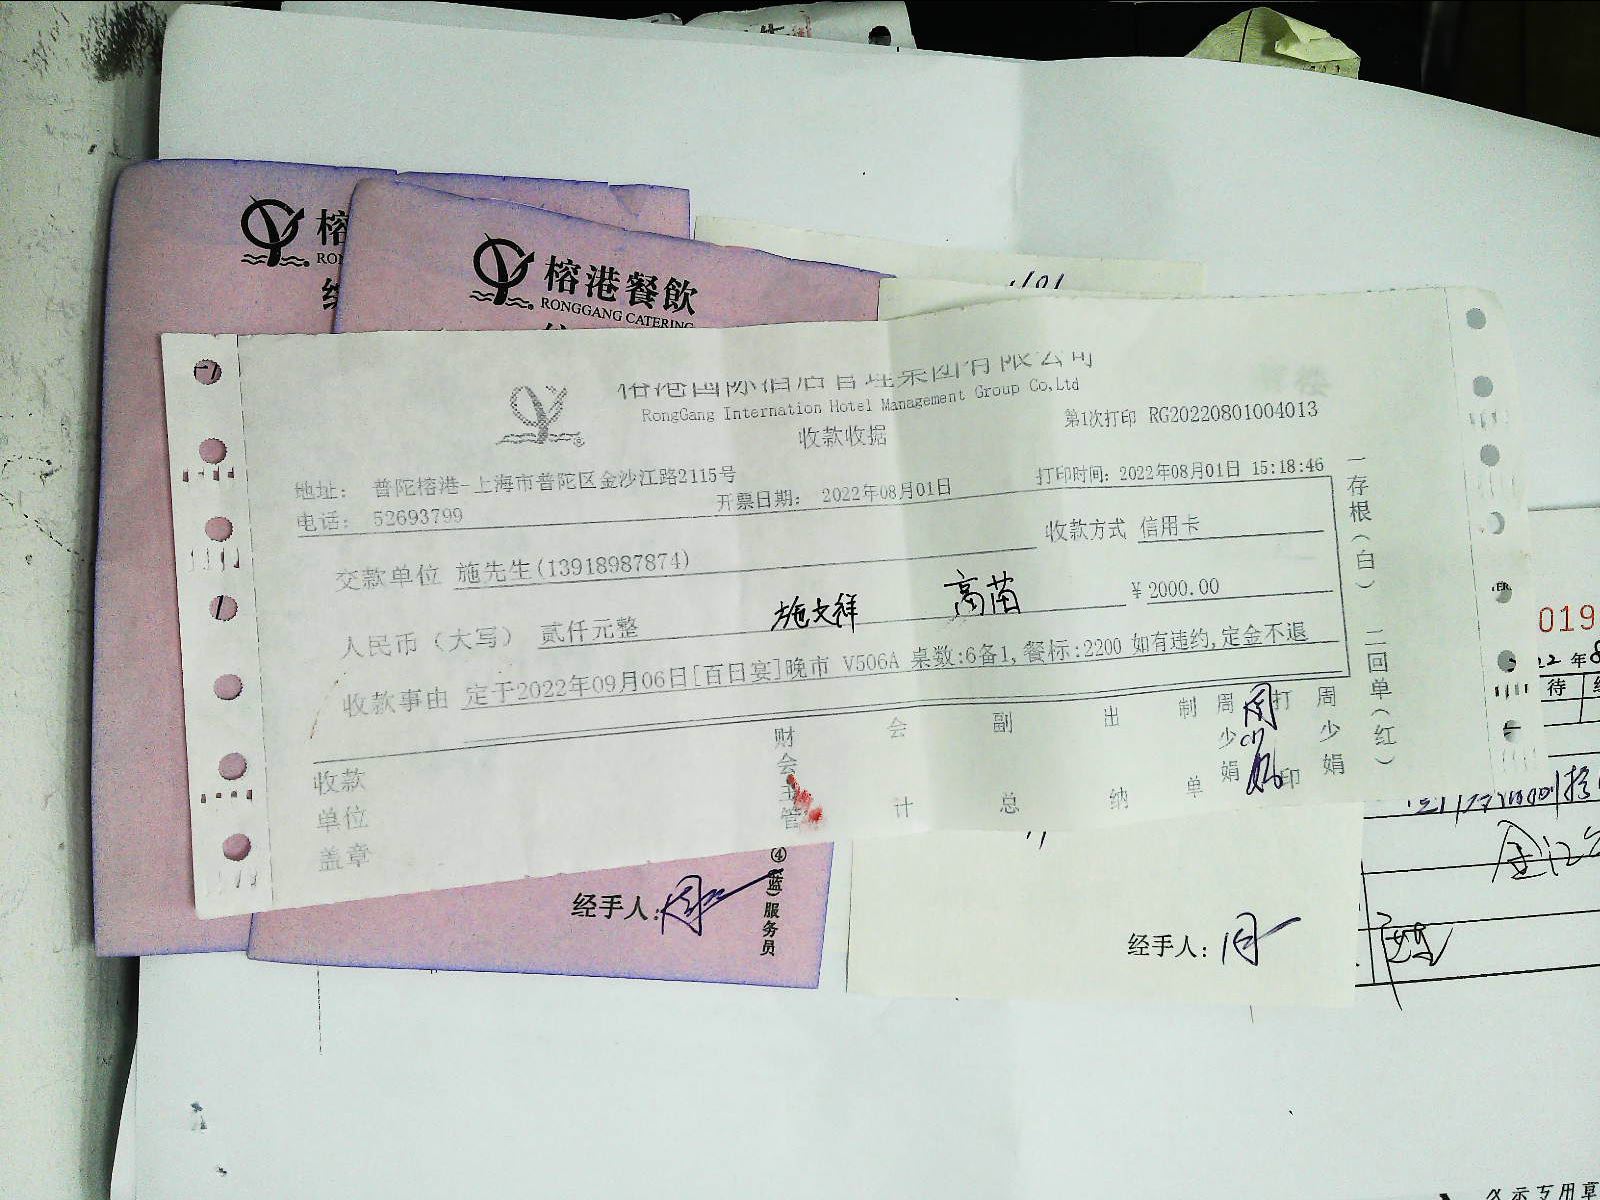 榕
榕港餐飲
RONGGANG CATERING
榕港国际酒店管理集团有限公司
RongGang Internation Hotel Management Group Co,Ltd
收款收据
第1次打印 RG20220801004013
地址： 普陀榕港-上海市普陀区金沙江路2115号
电话： 52693799
开票日期： 2022年08月01日
打印时间: 2022年08月01日 15:18:46
交款单位 施先生(13918987874)
收款方式 信用卡
人民币（大写） 贰仟元整
施文祥 高苗
¥ 2000.00
收款事由 定于2022年09月06日[百日宴]晚市 V506A 桌数:6备1,餐标:2200 如有违约,定金不退
收款单位盖章
财会主管
会计
副总
出纳
制单
周少娟
打印
周少娟
一存根(白) 二回单(红)
④(蓝)服务员
经手人:
经手人: 周
019
22年8
待